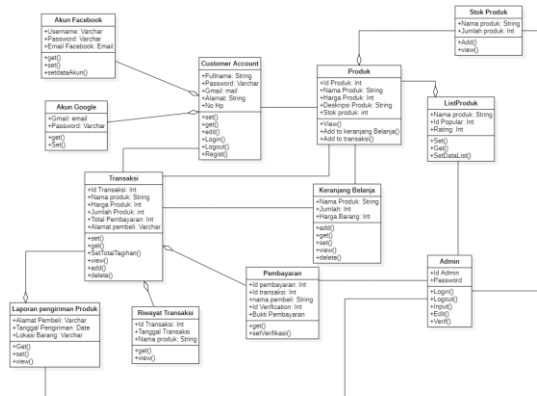 Akun Facebook
+Username: Varchar
+Password: Varchar
+Email Facebook: Email
+get()
+set()
+setdataAkun()
Akun Google
+Gmail: email
+Password: Varchar
+get()
+Set()
Customer Account
+Fullname: String
+Password: Varchar
+Gmail: mail
+Alamat: String
+No Hp
+set()
+get()
+edit()
+Login()
+Logout()
+Regist()
Produk
+Id Produk: Int
+Nama Produk: String
+Harga Produk: Int
+Deskripsi Produk: String
+Stok produk: int
+View()
+Add to keranjang Belanja()
+Add to transaksi()
Stok Produk
+Nama produk: String
+Jumlah produk: Int
+Add()
+view()
ListProduk
+Nama produk: String
+Id Popular: Int
+Rating: Int
+Set()
+Get()
+SetDataList()
Transaksi
+Id Transaksi: Int
+Nama produk: String
+Harga Produk: Int
+Jumlah Produk: int
+Total Pembayaran: Int
+Alamat pembeli: Varchar
+set()
+get()
+SetTotalTagihan()
+view()
+add()
+delete()
Keranjang Belanja
+Nama Produk: String
+Jumlah: Int
+Harga Barang: Int
+add()
+get()
+set()
+view()
+delete()
Pembayaran
+Id pembayaran: Int
+Id transaksi: Int
+nama pembeli: String
+Id Verification: Int
+Bukti Pembayaran
+get()
+setVerifikasi()
Admin
+Id Admin
+Password
+Login()
+Logout()
+Input()
+Edit()
+Verif()
Laporan pengiriman Produk
+Alamat Pembeli: Varchar
+Tanggal Pengiriman: Date
+Lokasi Barang: Varchar
+Get()
+set()
+view()
Riwayat Transaksi
+Id Transaksi: Int
+Tanggal Transaksi
+Nama produk: String
+get()
+view()